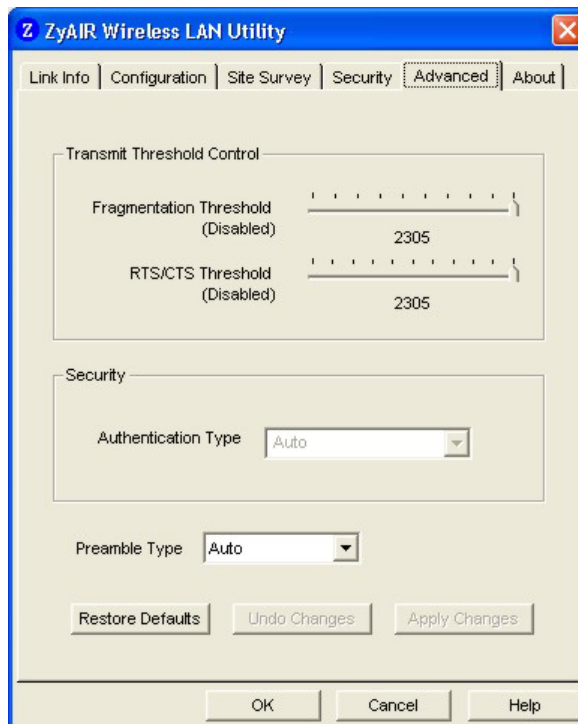 Z ZyAIR Wireless LAN Utility
Link Info Configuration Site Survey Security Advanced About
Transmit Threshold Control
Fragmentation Threshold
(Disabled)
2305
RTS/CTS Threshold
(Disabled)
2305
Security
Authentication Type Auto
Preamble Type Auto
Restore Defaults Undo Changes Apply Changes
OK Cancel Help